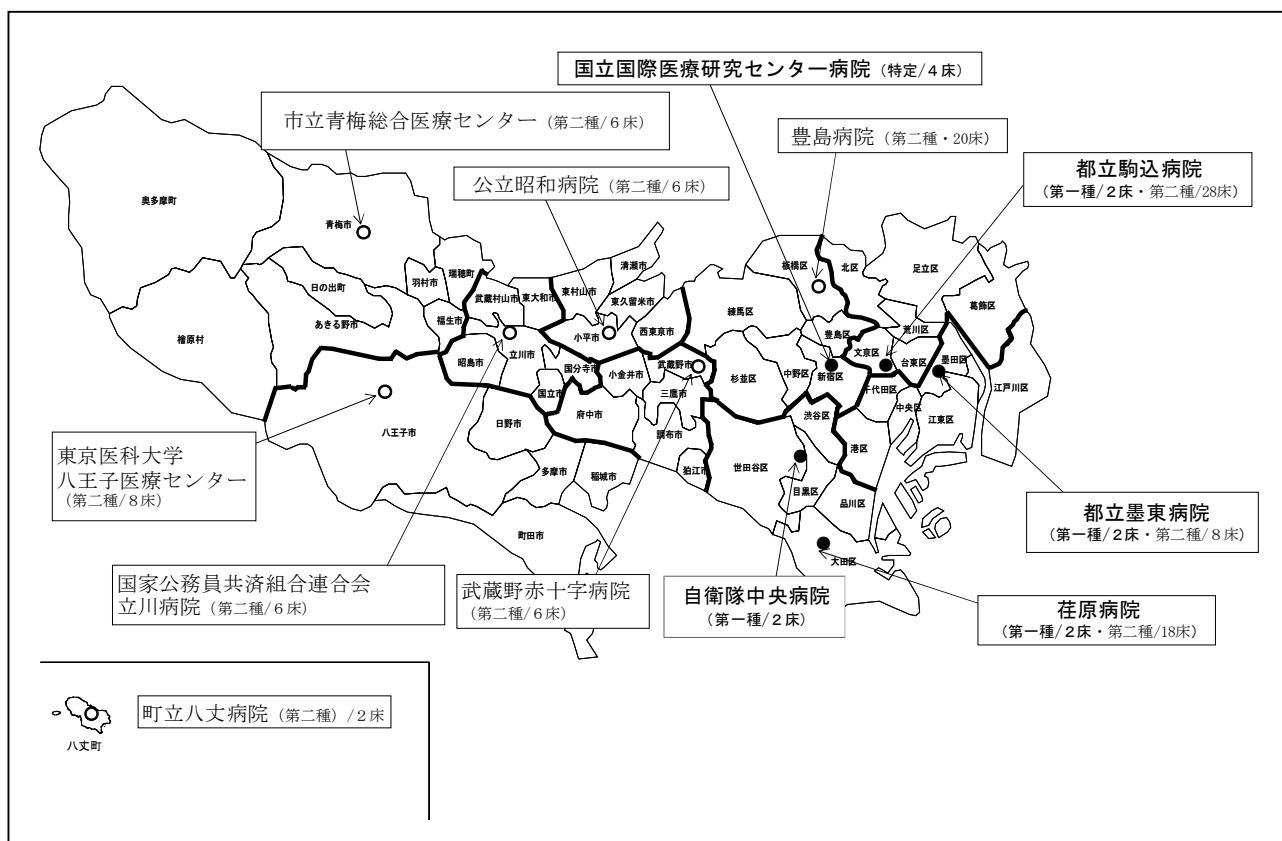 国立国際医療研究センター病院（特定/４床）
市立青梅総合医療センター（第二種/６床）
豊島病院（第二種・20床）
公立昭和病院（第二種/６床）
都立駒込病院
（第一種/２床・第二種/28床）
奥多摩町
青梅市
日の出町
あきる野市
檜原村
羽村市
瑞穂町
福生市
武蔵村山市
東大和市
東村山市
清瀬市
東久留米市
小平市
西東京市
昭島市
立川市
国分寺市
国立市
小金井市
武蔵野市
三鷹市
府中市
調布市
狛江市
八王子市
日野市
多摩市
稲城市
町田市
練馬区
板橋区
北区
足立区
葛飾区
豊島区
荒川区
文京区
台東区
墨田区
江戸川区
杉並区
中野区
新宿区
千代田区
中央区
江東区
渋谷区
港区
世田谷区
目黒区
品川区
大田区
東京医科大学
八王子医療センター
（第二種/８床）
国家公務員共済組合連合会
立川病院（第二種/６床）
武蔵野赤十字病院
（第二種/６床）
自衛隊中央病院
（第一種/２床）
都立墨東病院
（第一種/２床・第二種/８床）
荏原病院
（第一種/２床・第二種/18床）
町立八丈病院（第二種）/２床
八丈町